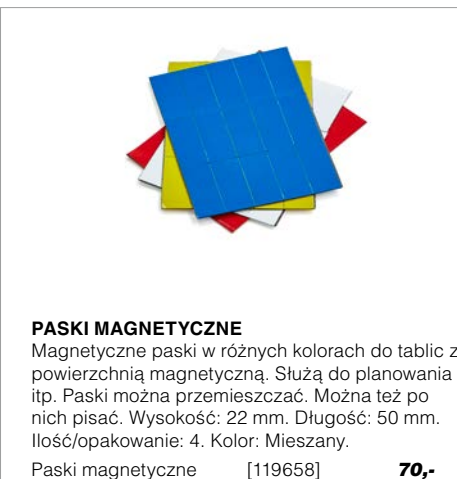 PASKI MAGNETYCZNE
Magnetyczne paski w różnych kolorach do tablic z
powierzchnią magnetyczną. Służą do planowania
itp. Paski można przemieszczać. Można też po
nich pisać. Wysokość: 22 mm. Długość: 50 mm.
Ilość/opakowanie: 4. Kolor: Mieszany.
Paski magnetyczne [119658] 70,-